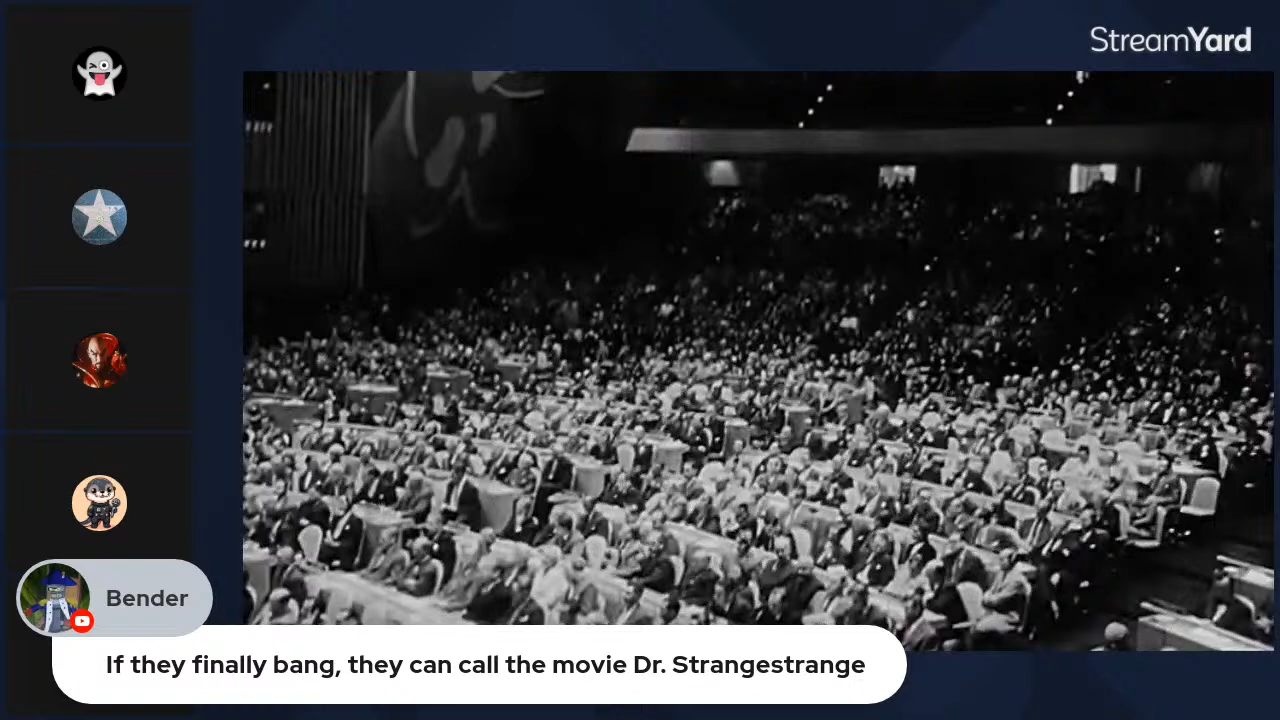 StreamYard
Bender
If they finally bang, they can call the movie Dr. Strangestrange